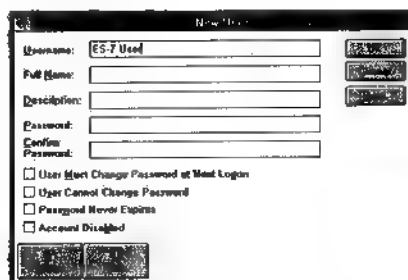 New User
Username: ES-7 User
Full Name:
Description:
Password:
Confirm
Password:
User Must Change Password at Next Logon
User Cannot Change Password
Password Never Expires
Account Disabled